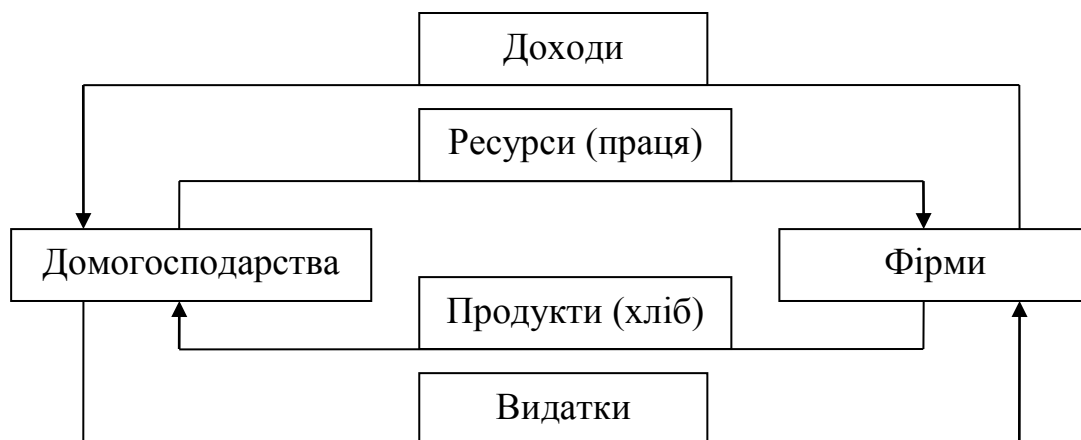 Доходи
Ресурси (праця)
Домогосподарства
Фірми
Продукти (хліб)
Видатки